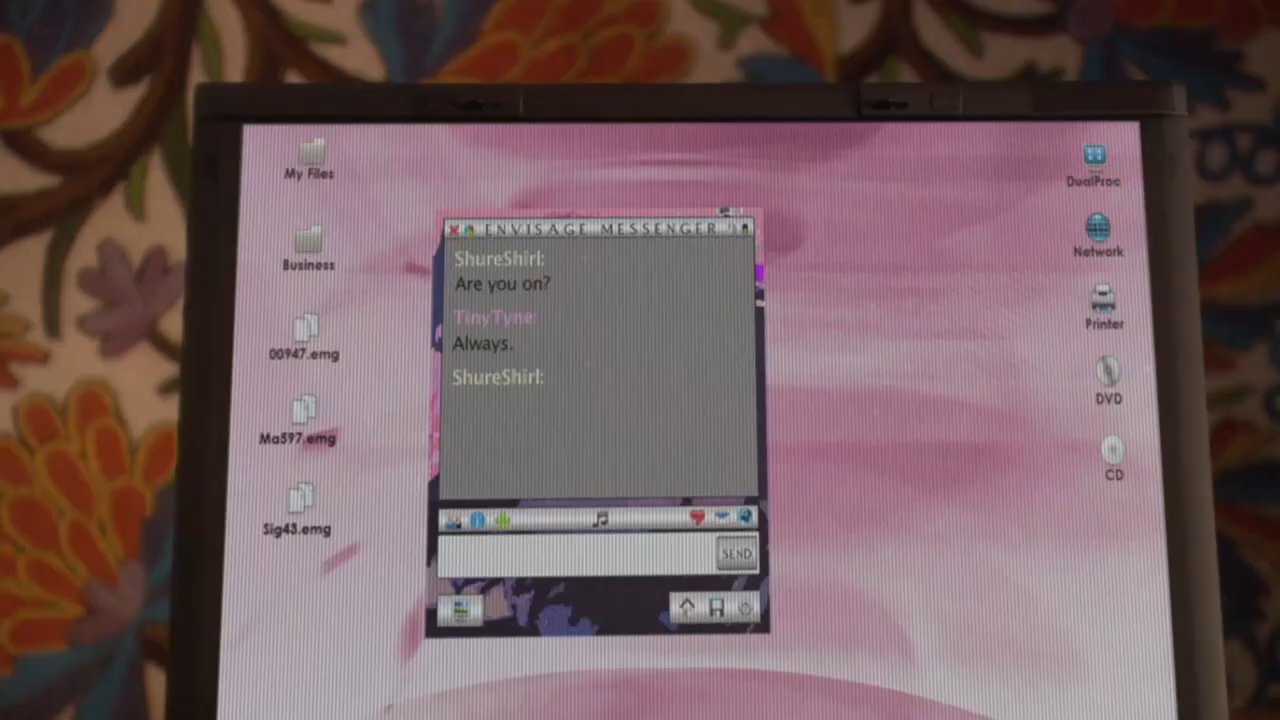 My Files
Business
00947.emg
Ma597.emg
Sig43.emg
ENVISAGE MESSENGER
ShureShirl:
Are you on?
TinyTyne:
Always.
ShureShirl:
SEND
DualProc
Network
Printer
DVD
CD